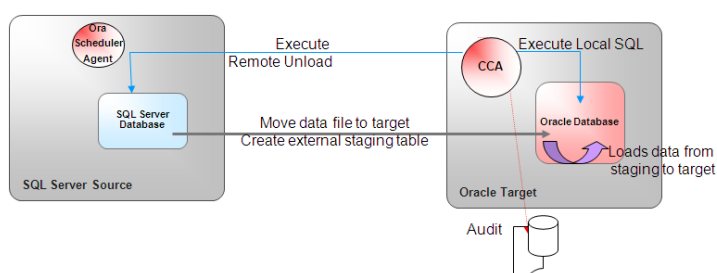 Ora
Scheduler
Agent
Execute
Remote Unload
Execute Local SQL
CCA
SQL Server
Database
Move data file to target
Create external staging table
Oracle Database
Loads data from
staging to target
SQL Server Source
Oracle Target
Audit